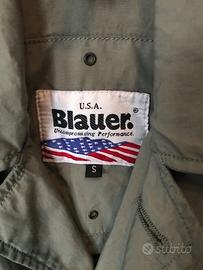 U.S.A.
Blauer.®
Uncompromising Performance.
S
subito